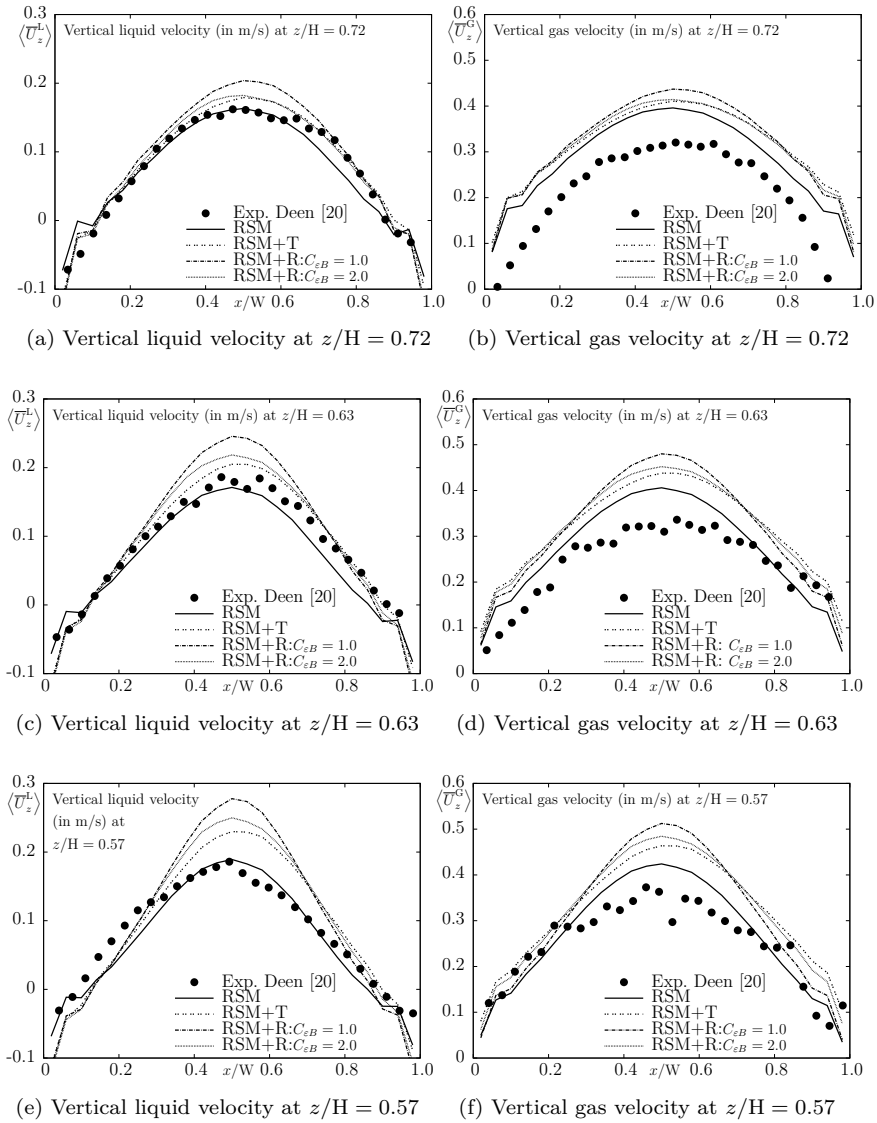 0.3
⟨U̅zᴸ⟩
Vertical liquid velocity (in m/s) at z/H = 0.72
0.2
0.1
0
-0.1
Exp. Deen [20]
RSM
RSM+T
RSM+R:CεB = 1.0
RSM+R:CεB = 2.0
0 0.2 0.4 x/W 0.6 0.8 1.0
(a) Vertical liquid velocity at z/H = 0.72
0.6
⟨U̅zᴳ⟩
Vertical gas velocity (in m/s) at z/H = 0.72
0.5
0.4
0.3
0.2
0.1
0
Exp. Deen [20]
RSM
RSM+T
RSM+R:CεB = 1.0
RSM+R:CεB = 2.0
0 0.2 0.4 x/W 0.6 0.8 1.0
(b) Vertical gas velocity at z/H = 0.72
0.3
⟨U̅zᴸ⟩
Vertical liquid velocity (in m/s) at z/H = 0.63
0.2
0.1
0
-0.1
Exp. Deen [20]
RSM
RSM+T
RSM+R:CεB = 1.0
RSM+R:CεB = 2.0
0 0.2 0.4 x/W 0.6 0.8 1.0
(c) Vertical liquid velocity at z/H = 0.63
0.6
⟨U̅zᴳ⟩
Vertical gas velocity (in m/s) at z/H = 0.63
0.5
0.4
0.3
0.2
0.1
0
Exp. Deen [20]
RSM
RSM+T
RSM+R: CεB = 1.0
RSM+R: CεB = 2.0
0 0.2 0.4 x/W 0.6 0.8 1.0
(d) Vertical gas velocity at z/H = 0.63
0.3
⟨U̅zᴸ⟩
Vertical liquid velocity
(in m/s) at
z/H = 0.57
0.2
0.1
0
-0.1
Exp. Deen [20]
RSM
RSM+T
RSM+R:CεB = 1.0
RSM+R:CεB = 2.0
0 0.2 0.4 x/W 0.6 0.8 1.0
(e) Vertical liquid velocity at z/H = 0.57
0.6
⟨U̅zᴳ⟩
Vertical gas velocity (in m/s) at z/H = 0.57
0.5
0.4
0.3
0.2
0.1
0
Exp. Deen [20]
RSM
RSM+T
RSM+R:CεB = 1.0
RSM+R:CεB = 2.0
0 0.2 0.4 x/W 0.6 0.8 1.0
(f) Vertical gas velocity at z/H = 0.57